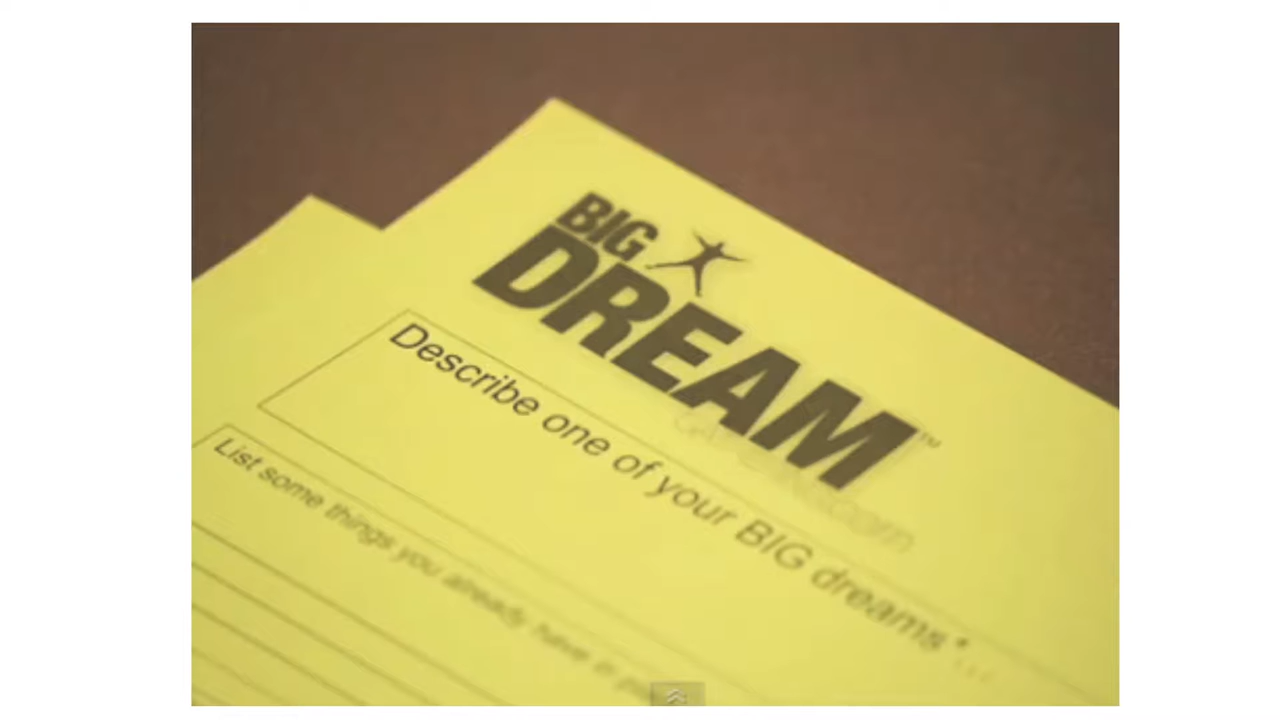 BIG
DREAM™
Describe one of your BIG dreams*...
List some things you already have in